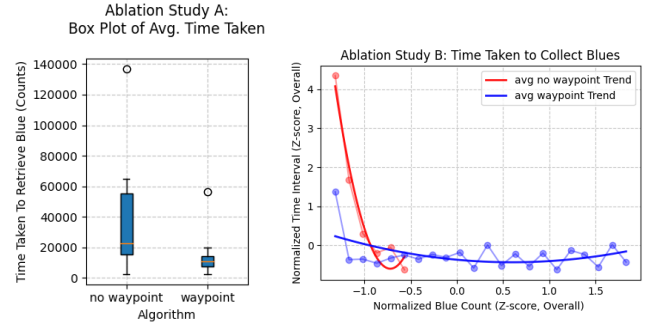 Ablation Study A:
Box Plot of Avg. Time Taken
Time Taken To Retrieve Blue (Counts)
140000
120000
100000
80000
60000
40000
20000
0
no waypoint
waypoint
Algorithm
Ablation Study B: Time Taken to Collect Blues
Normalized Time Interval (Z-score, Overall)
4
3
2
1
0
avg no waypoint Trend
avg waypoint Trend
−1.0
−0.5
0.0
0.5
1.0
1.5
Normalized Blue Count (Z-score, Overall)